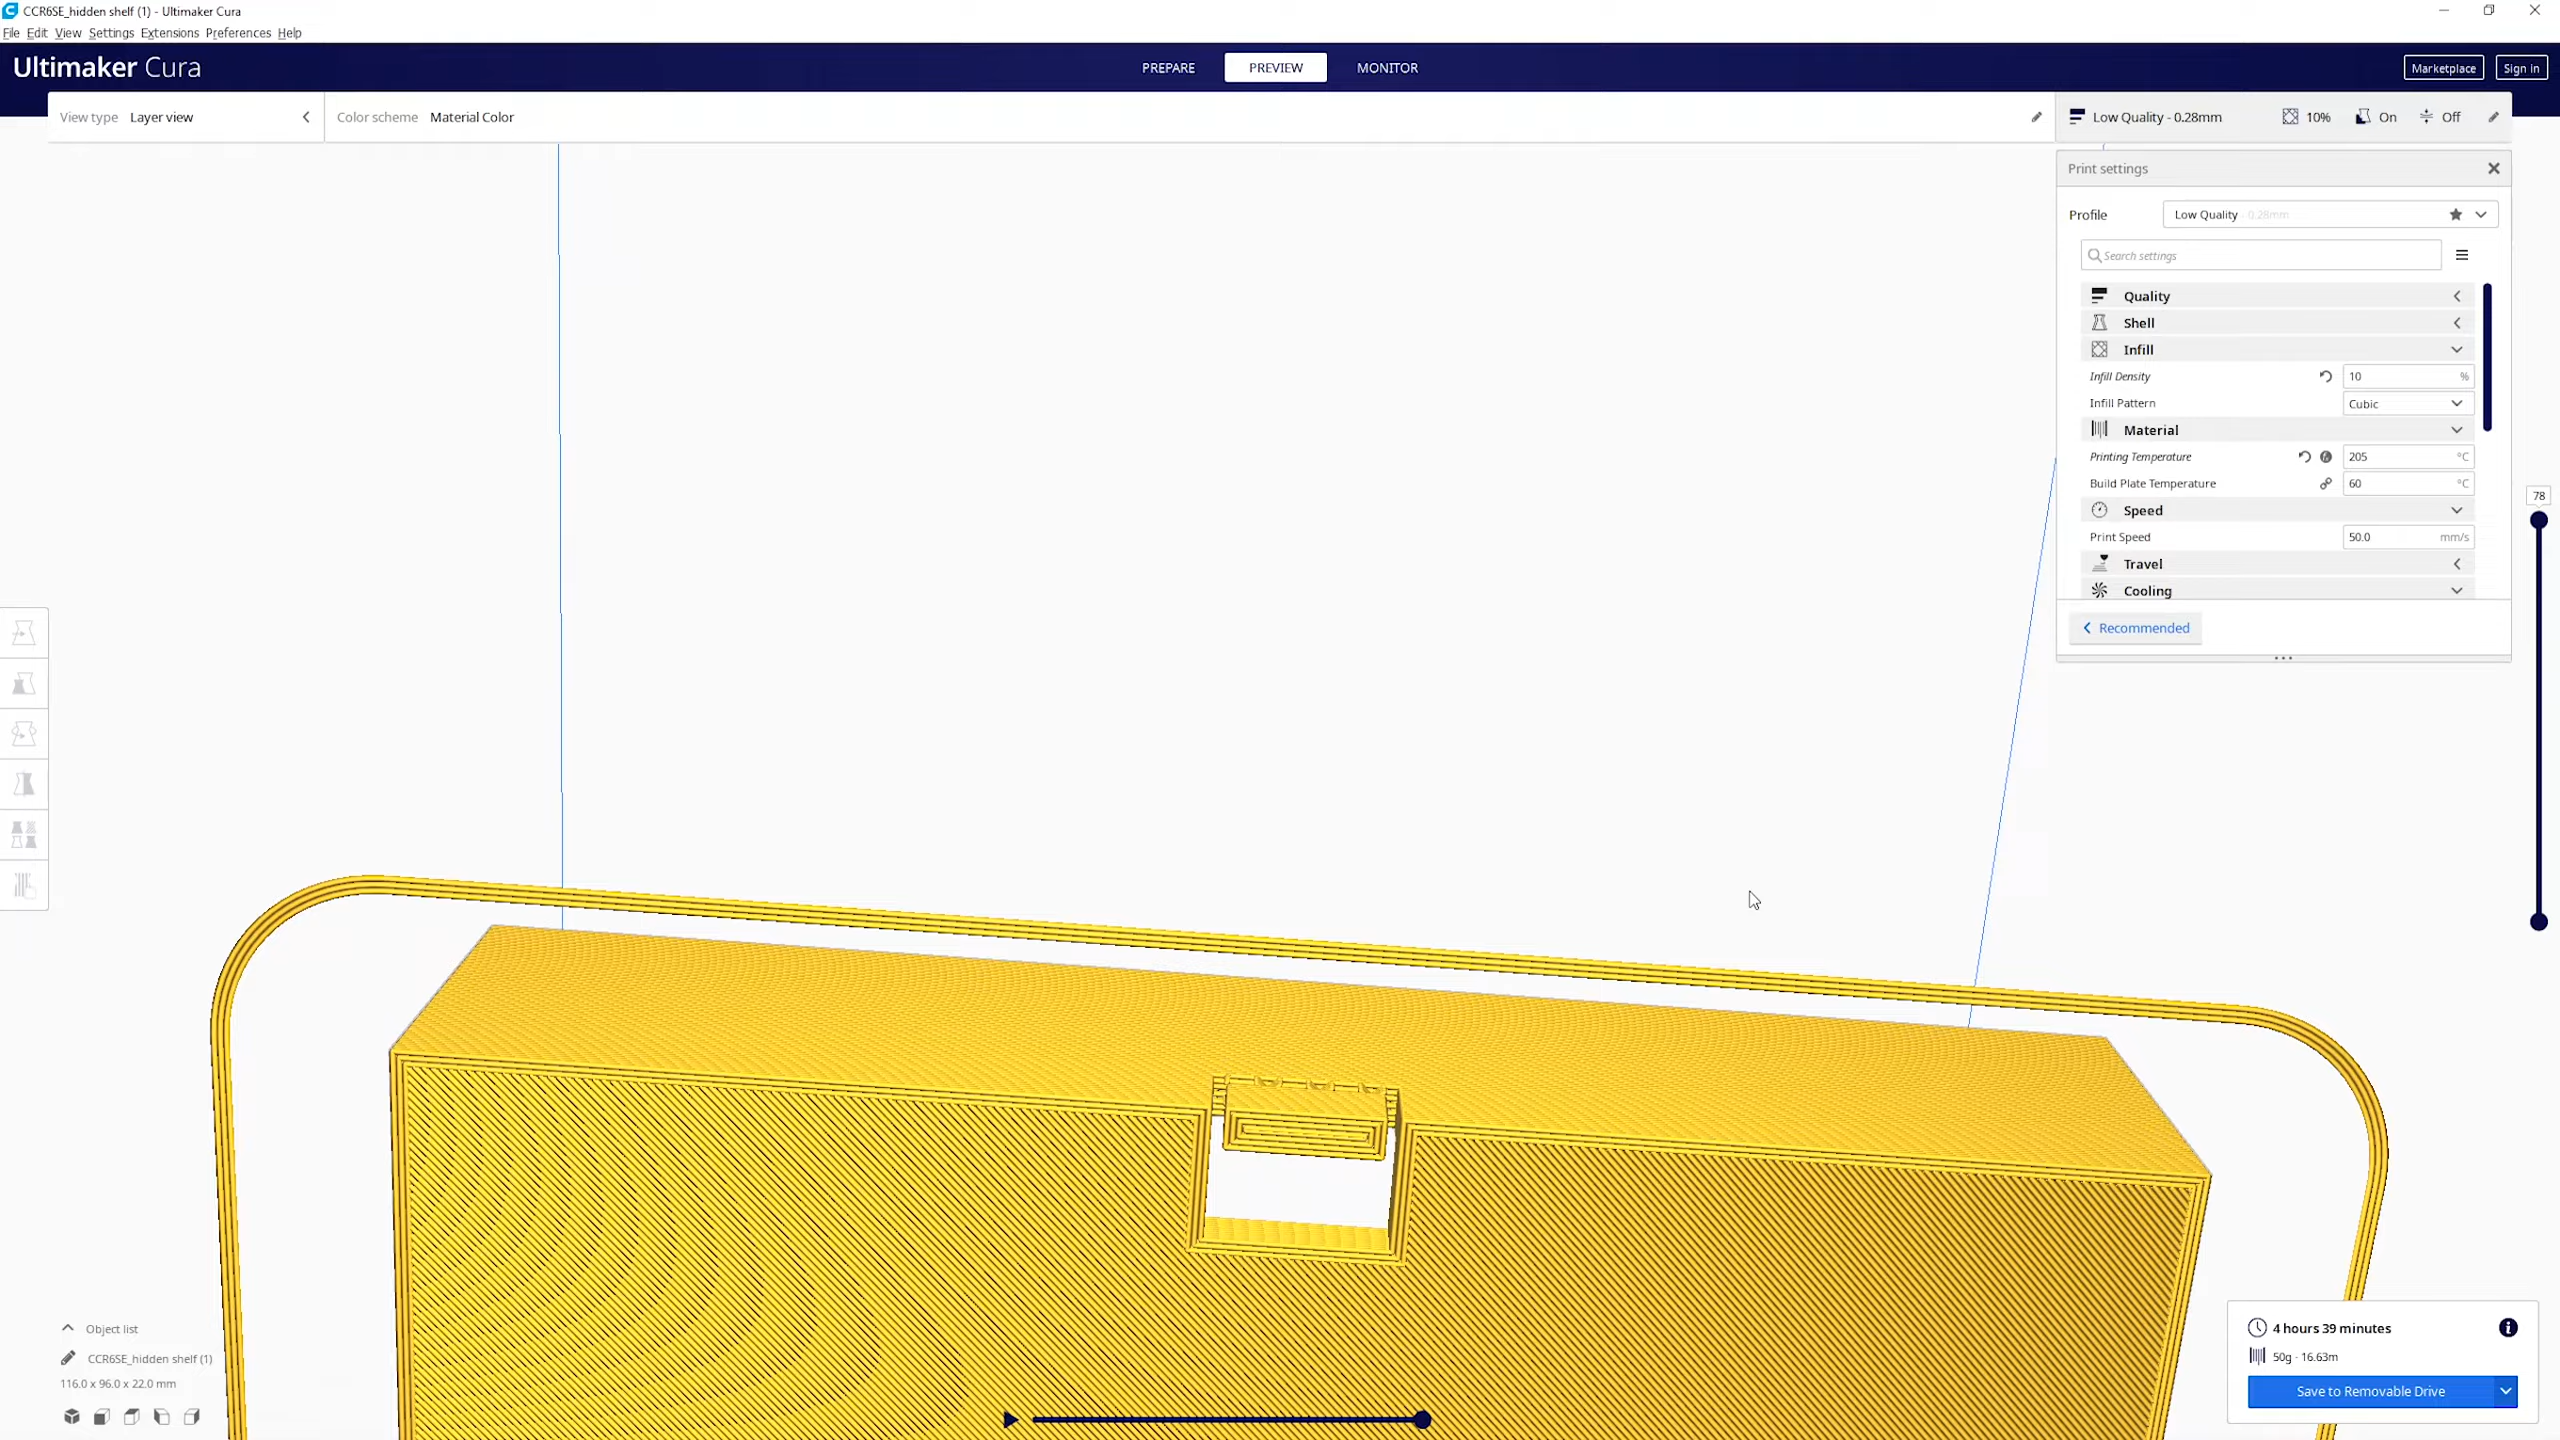 CCR6SE_hidden shelf (1) - Ultimaker Cura
File Edit View Settings Extensions Preferences Help
Ultimaker Cura
PREPARE PREVIEW MONITOR
Marketplace Sign in
View type Layer view Color scheme Material Color
Low Quality - 0.28mm 10% On Off
Print settings
Profile Low Quality - 0.28mm
Search settings
Quality
Shell
Infill
Infill Density 10 %
Infill Pattern Cubic
Material
Printing Temperature 205 °C
Build Plate Temperature 60 °C
78
Speed
Print Speed 50.0 mm/s
Travel
Cooling
Recommended
Object list
CCR6SE_hidden shelf (1)
116.0 x 96.0 x 22.0 mm
4 hours 39 minutes
50g · 16.63m
Save to Removable Drive